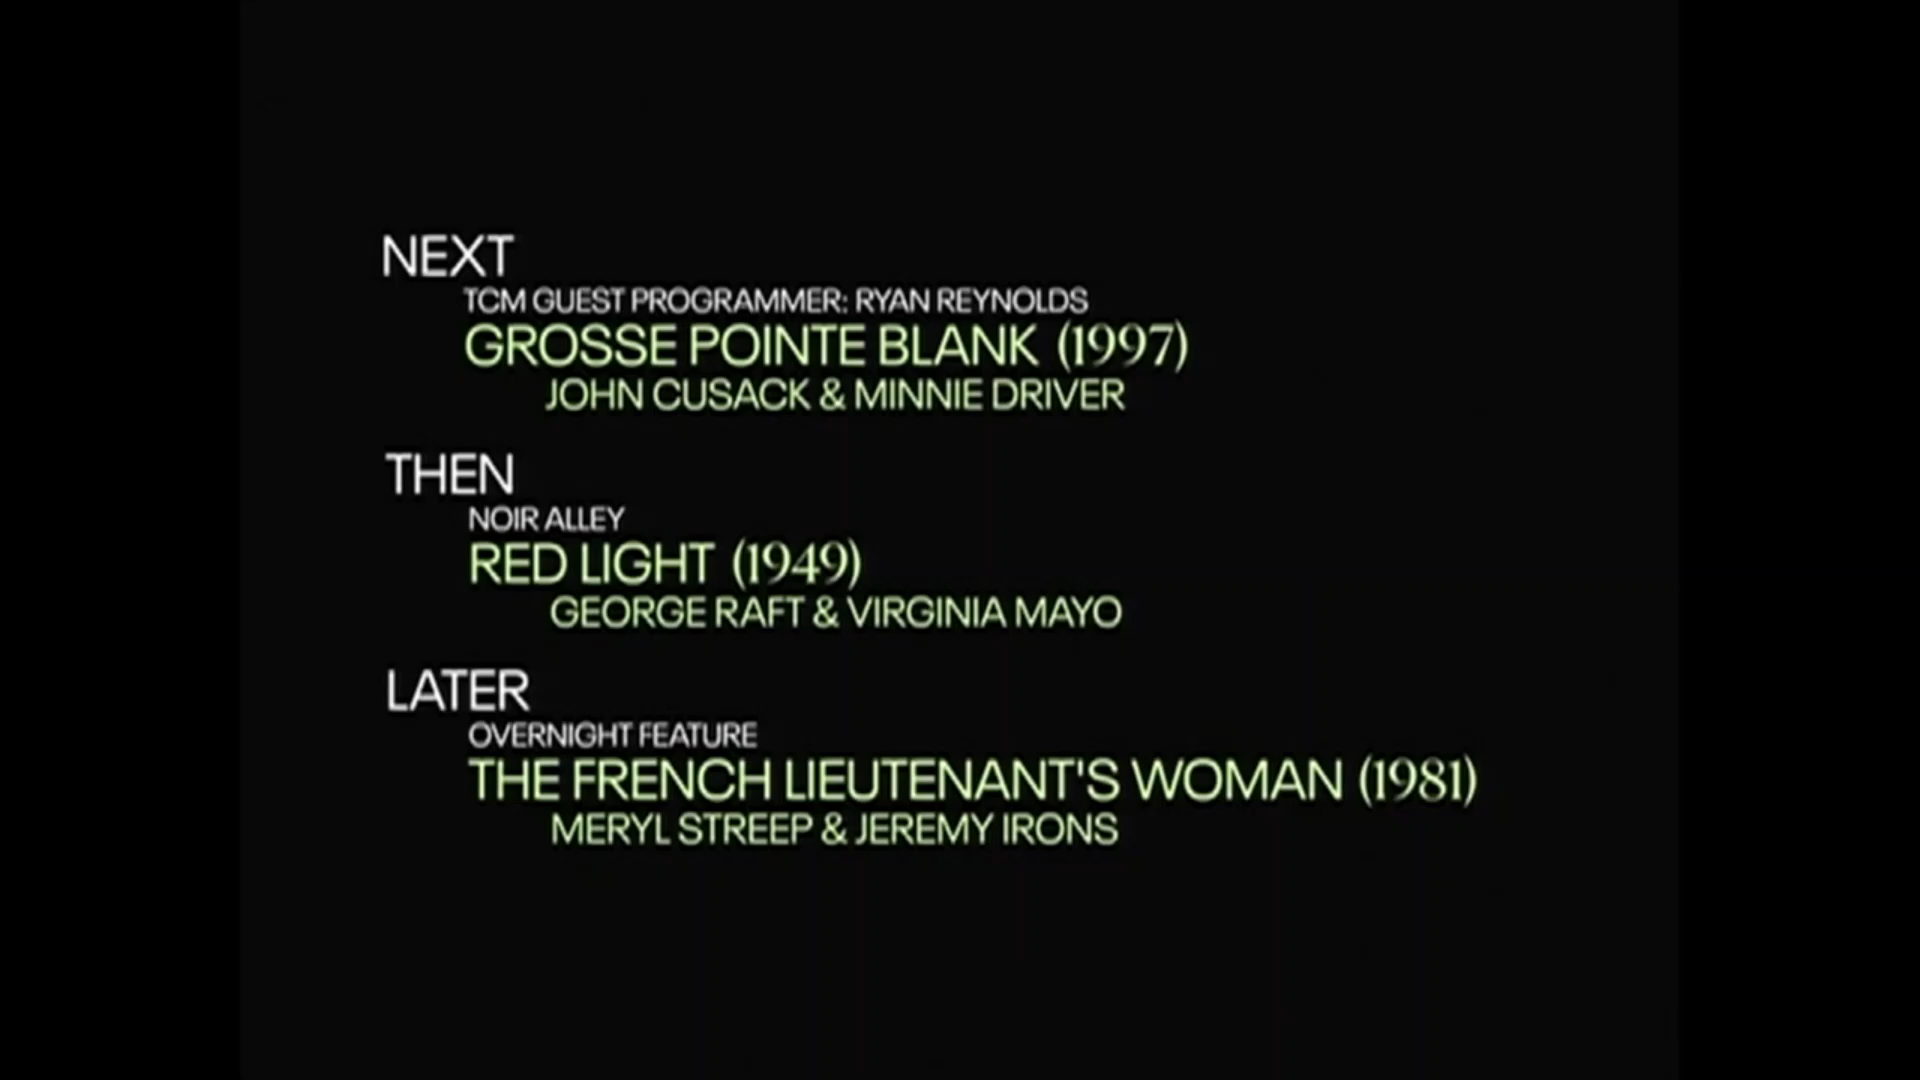 NEXT
TCM GUEST PROGRAMMER: RYAN REYNOLDS
GROSSE POINTE BLANK (1997)
JOHN CUSACK & MINNIE DRIVER
THEN
NOIR ALLEY
RED LIGHT (1949)
GEORGE RAFT & VIRGINIA MAYO
LATER
OVERNIGHT FEATURE
THE FRENCH LIEUTENANT'S WOMAN (1981)
MERYL STREEP & JEREMY IRONS